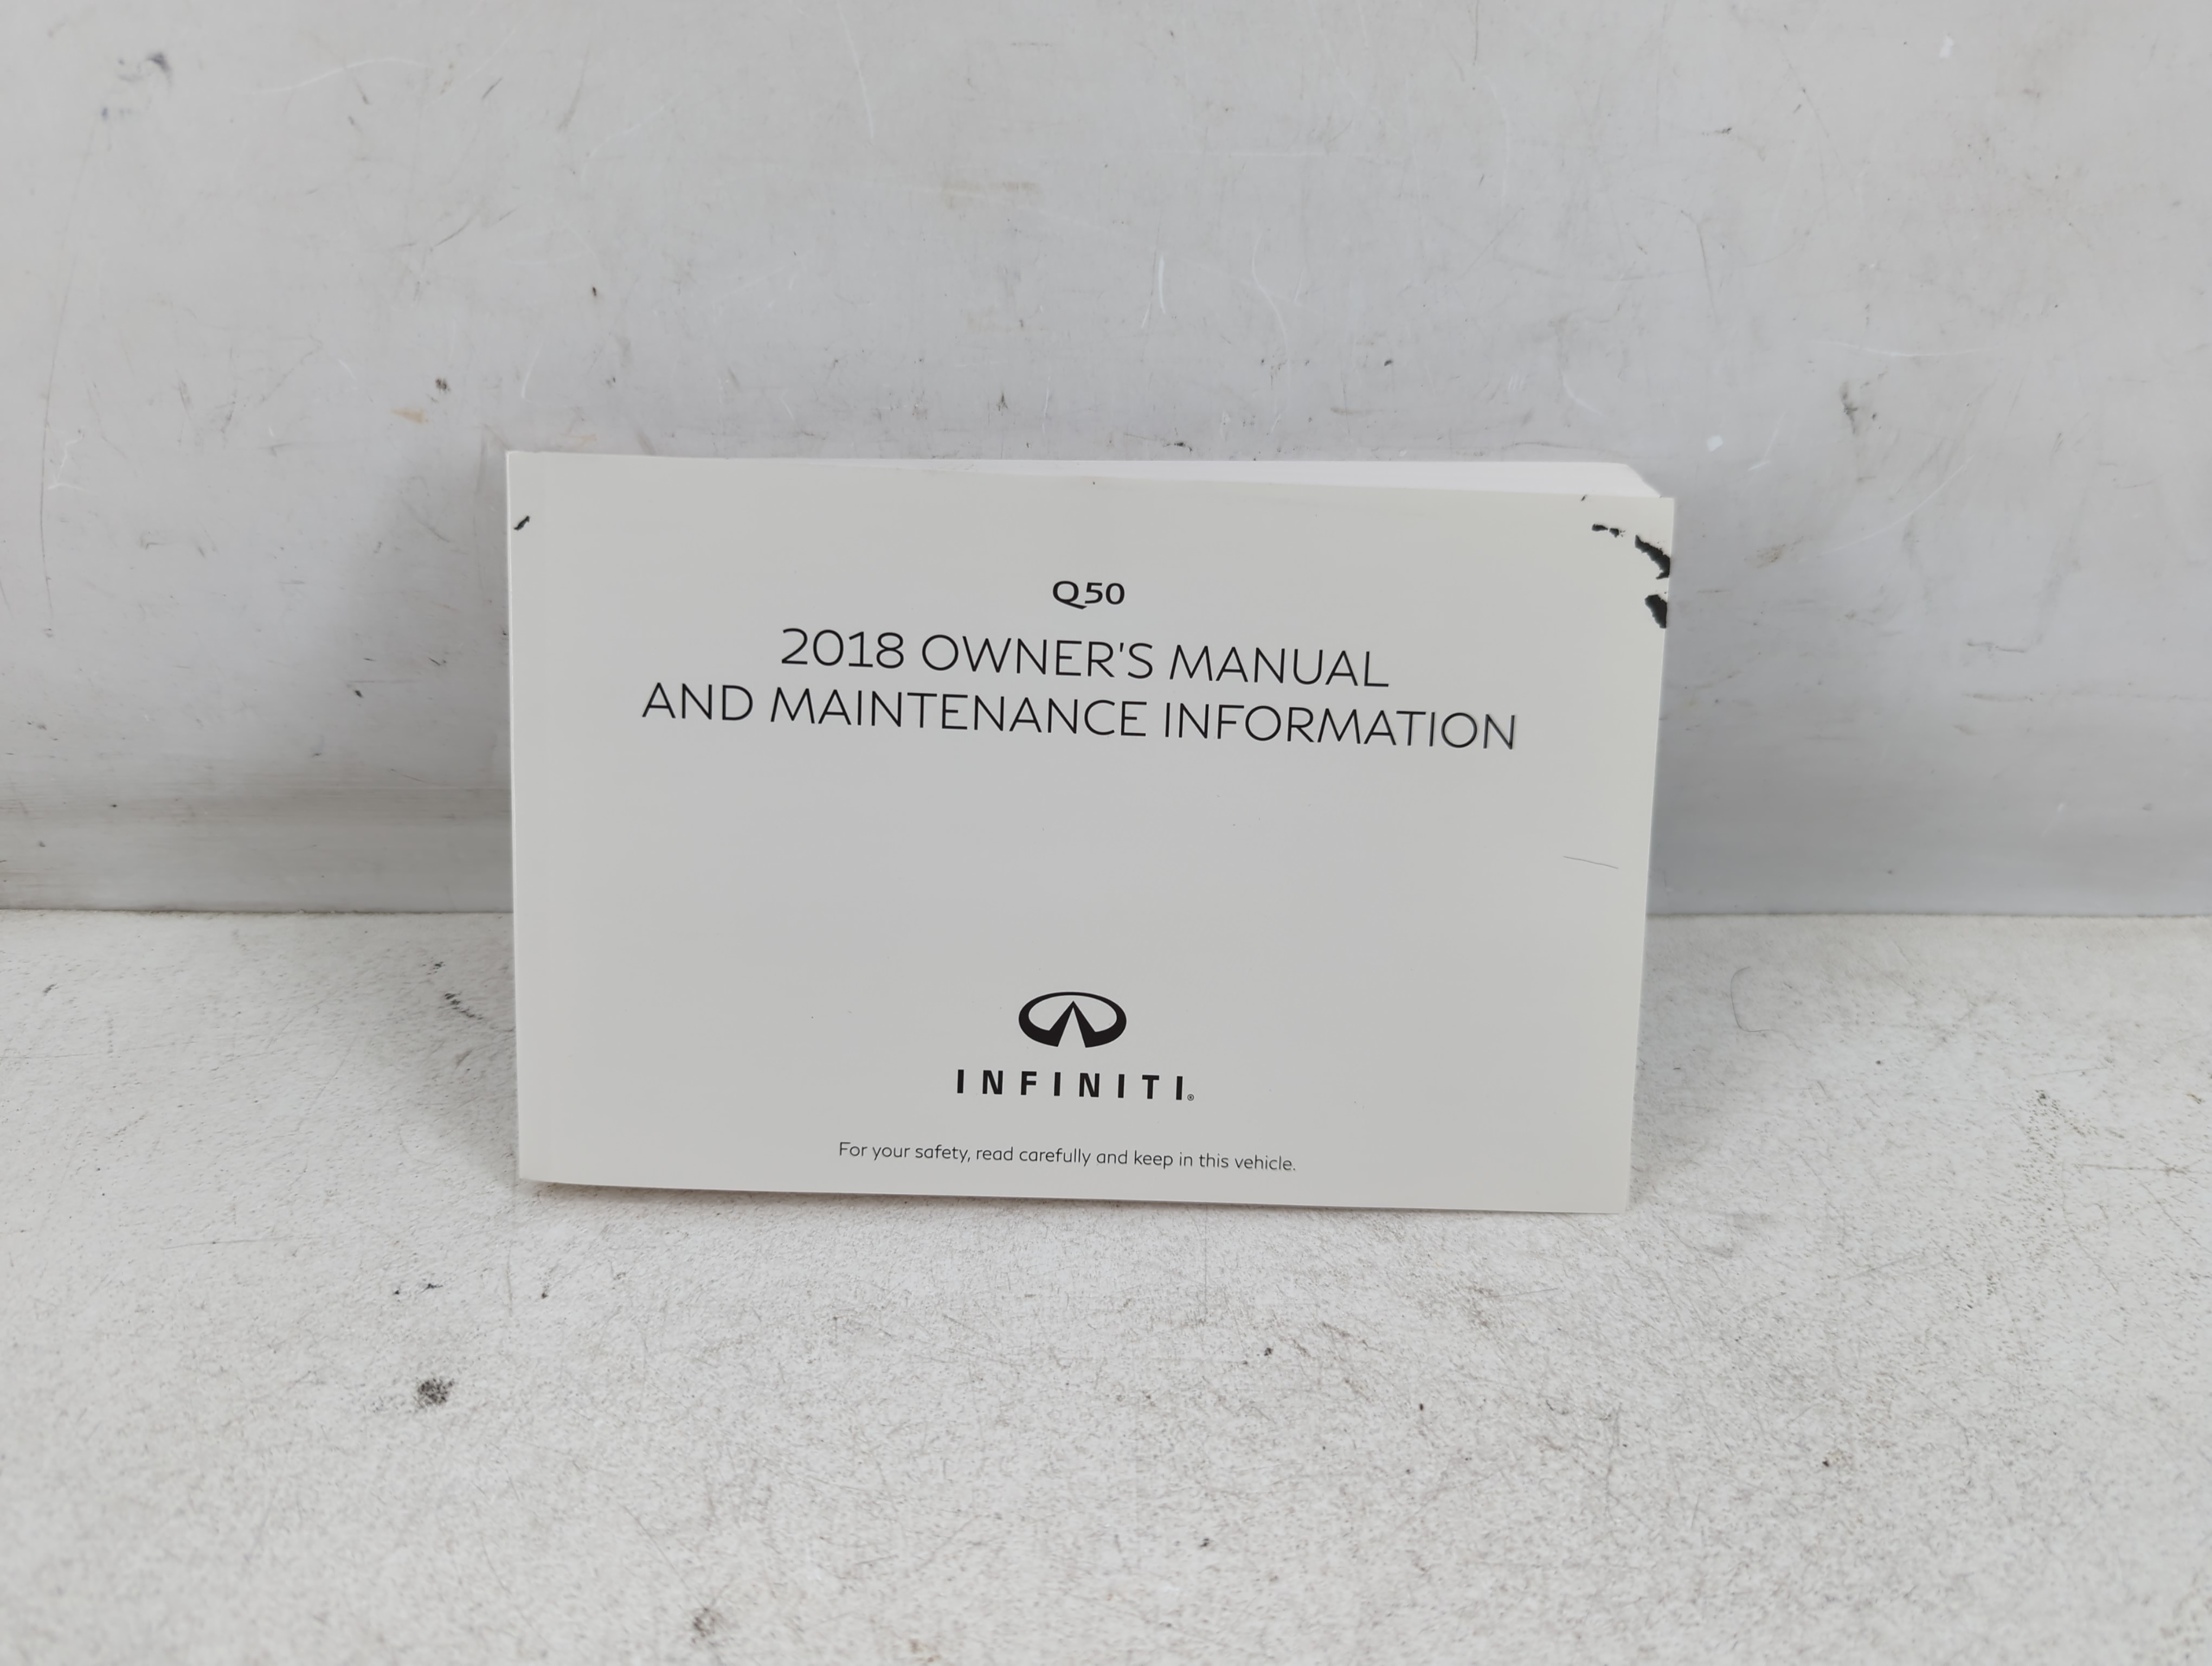 Q50
2018 OWNER'S MANUAL
AND MAINTENANCE INFORMATION
INFINITI®
For your safety, read carefully and keep in this vehicle.